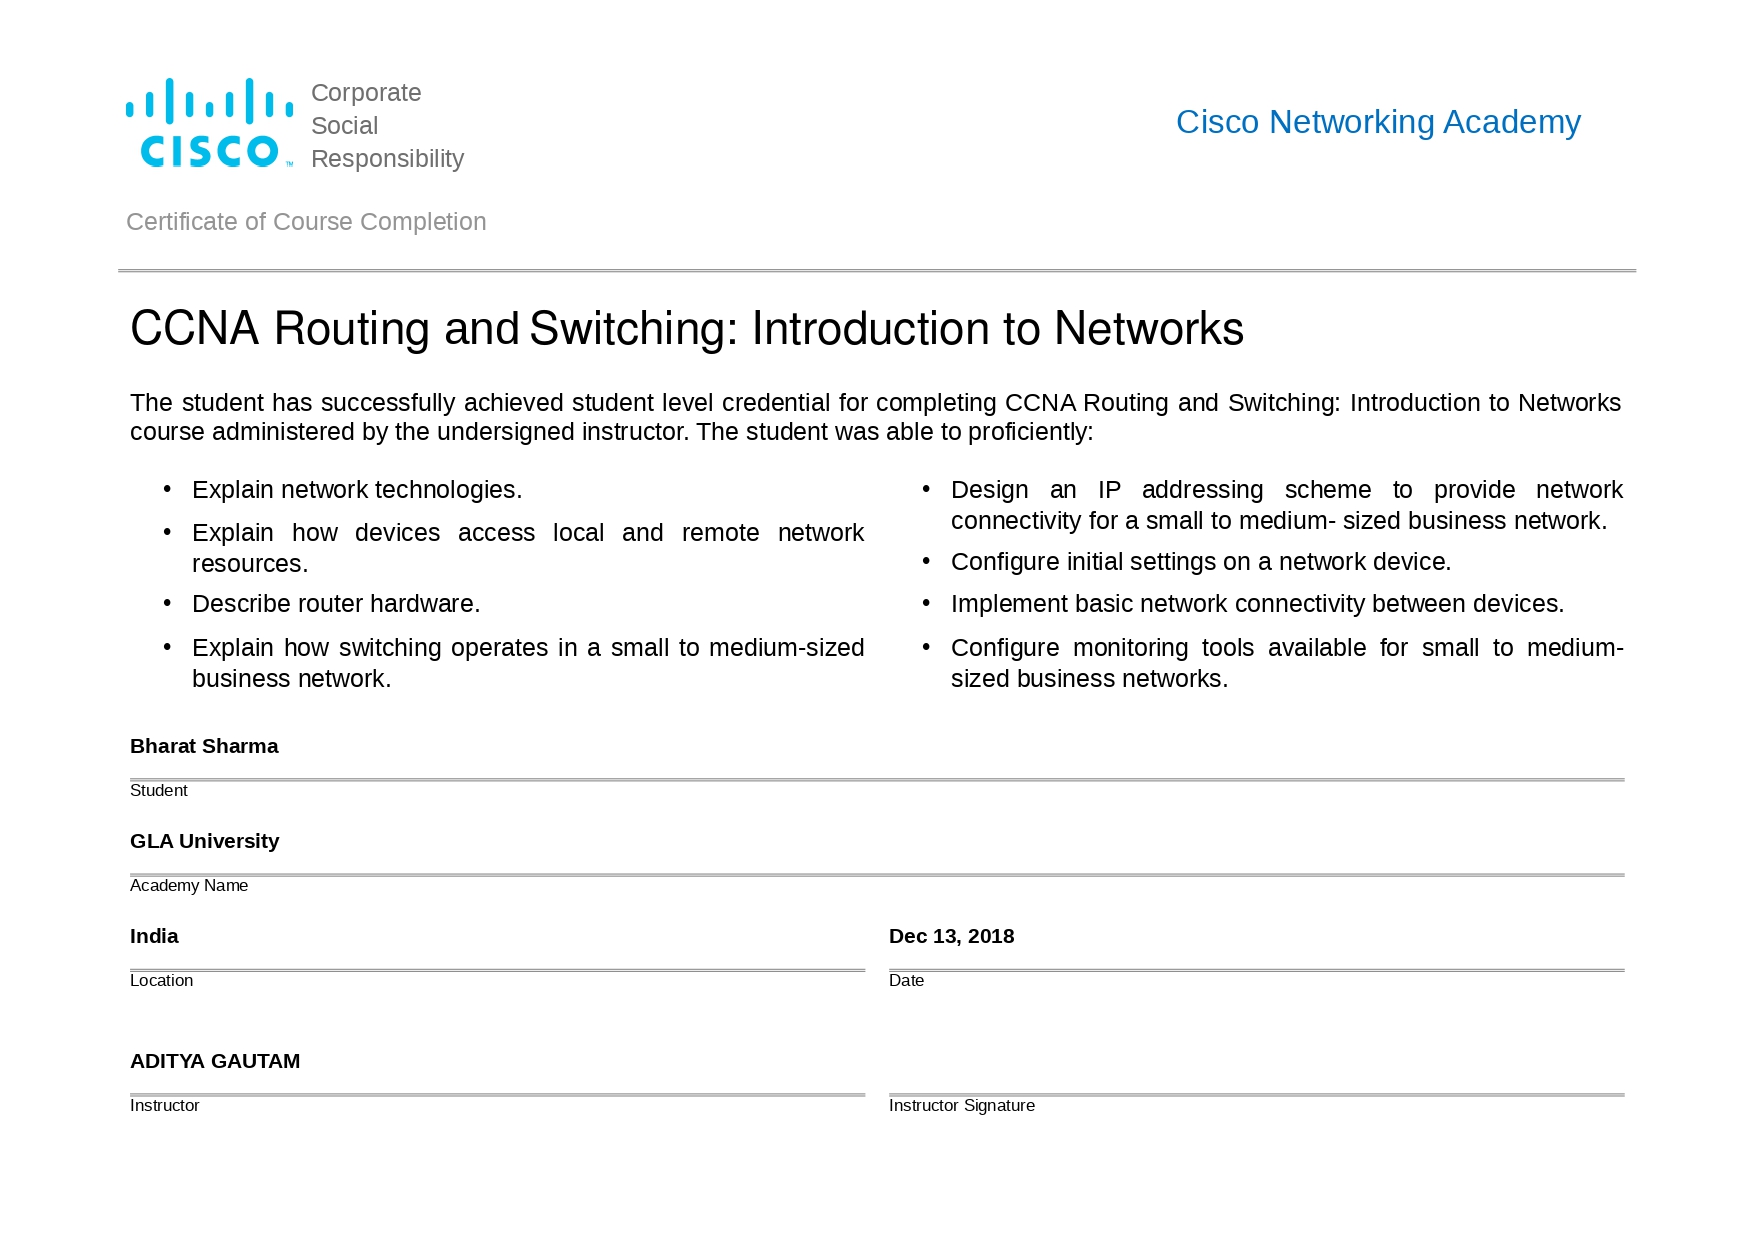 CISCO™
Corporate
Social
Responsibility
Cisco Networking Academy
Certificate of Course Completion
CCNA Routing and Switching: Introduction to Networks
The student has successfully achieved student level credential for completing CCNA Routing and Switching: Introduction to Networks
course administered by the undersigned instructor. The student was able to proficiently:
• Explain network technologies.
• Explain how devices access local and remote network
resources.
• Describe router hardware.
• Explain how switching operates in a small to medium-sized
business network.
• Design an IP addressing scheme to provide network
connectivity for a small to medium- sized business network.
• Configure initial settings on a network device.
• Implement basic network connectivity between devices.
• Configure monitoring tools available for small to medium-
sized business networks.
Bharat Sharma
Student
GLA University
Academy Name
India
Location
Dec 13, 2018
Date
ADITYA GAUTAM
Instructor
Instructor Signature